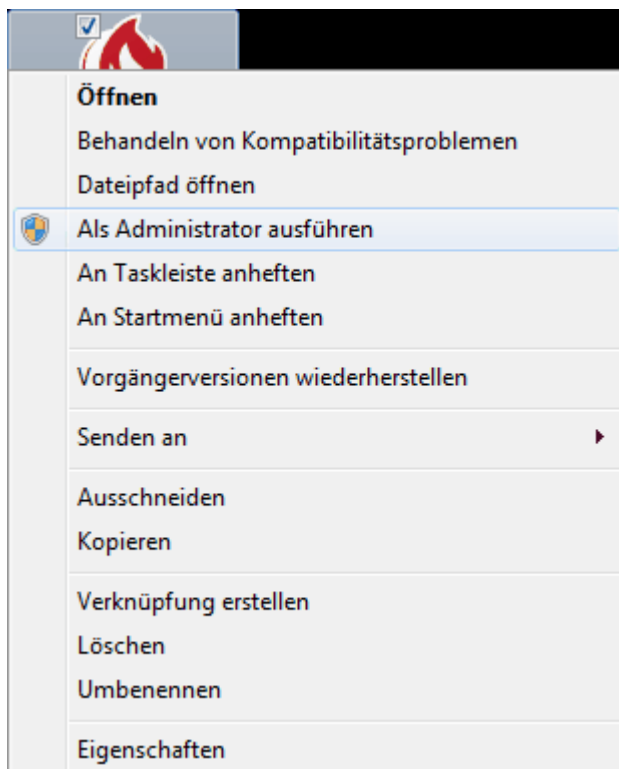 Öffnen
Behandeln von Kompatibilitätsproblemen
Dateipfad öffnen
Als Administrator ausführen
An Taskleiste anheften
An Startmenü anheften
Vorgängerversionen wiederherstellen
Senden an
Ausschneiden
Kopieren
Verknüpfung erstellen
Löschen
Umbenennen
Eigenschaften